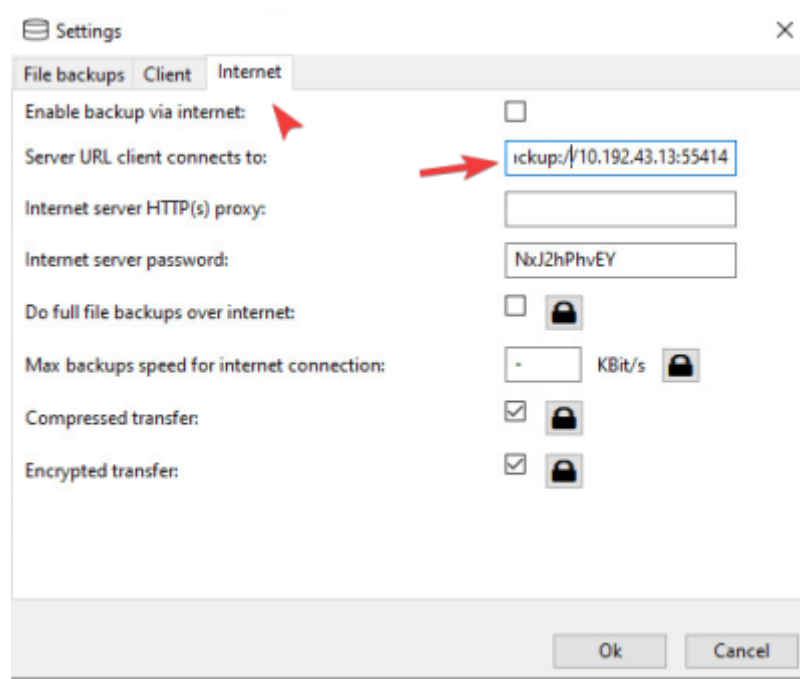 Settings
File backups Client Internet
Enable backup via internet:
Server URL client connects to: ckup://10.192.43.13:55414
Internet server HTTP(s) proxy:
Internet server password: NxJ2hPhvEY
Do full file backups over internet:
Max backups speed for internet connection: - KBit/s
Compressed transfer:
Encrypted transfer:
Ok Cancel